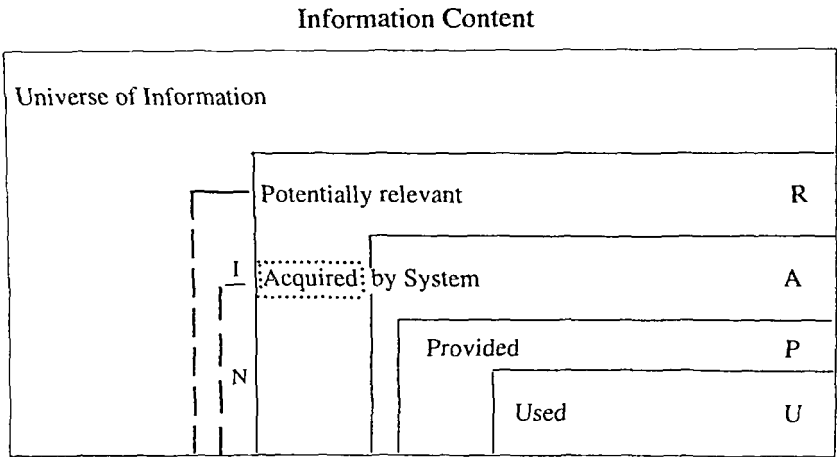 Information Content
Universe of Information
Potentially relevant R
I Acquired by System A
Provided P
N
Used U